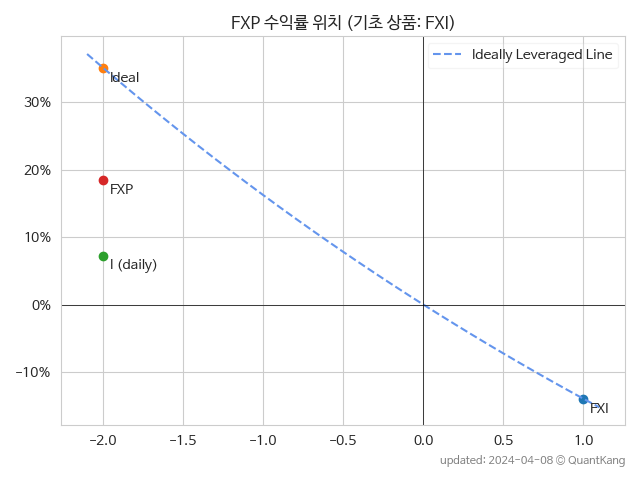 FXP 수익률 위치 (기초 상품: FXI)
Ideally Leveraged Line
Ideal
30%
20%
FXP
10%
I (daily)
0%
−10%
FXI
−2.0 −1.5 −1.0 −0.5 0.0 0.5 1.0
updated: 2024-04-08 © QuantKang